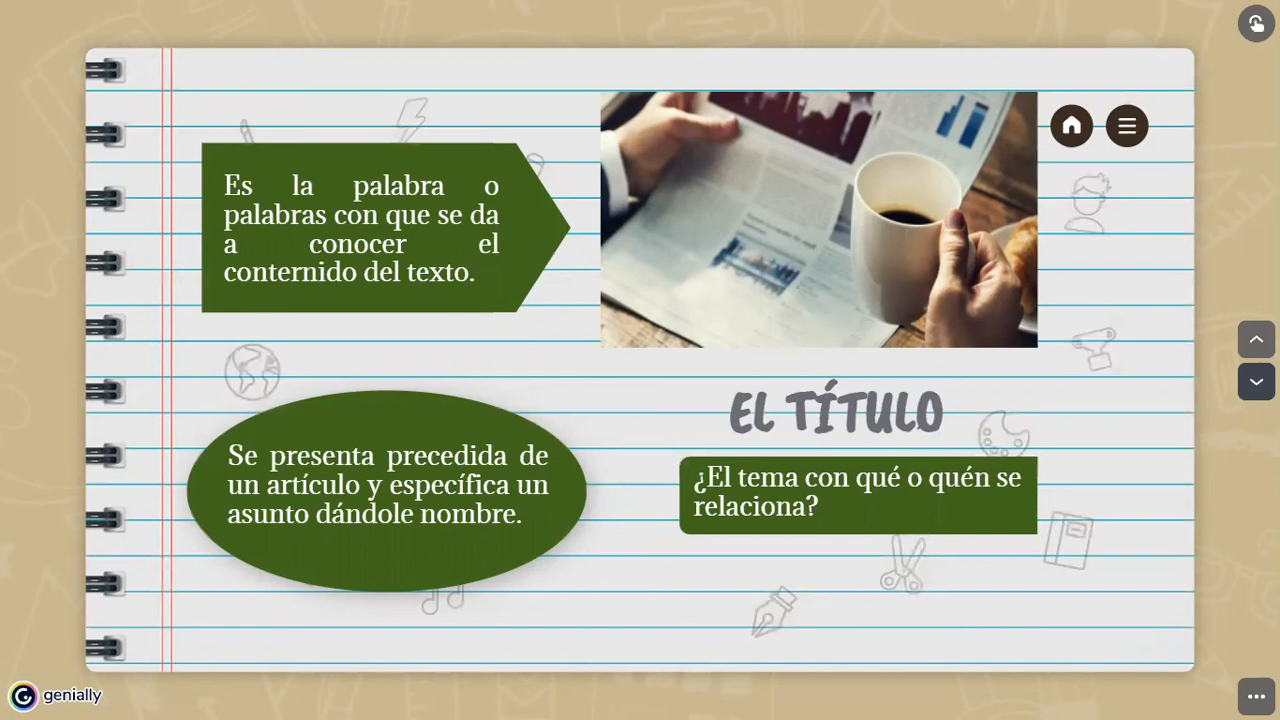 Es la palabra o
palabras con que se da
a conocer el
conternido del texto.
EL TÍTULO
Se presenta precedida de
un artículo y específica un
asunto dándole nombre.
¿El tema con qué o quén se
relaciona?
genially